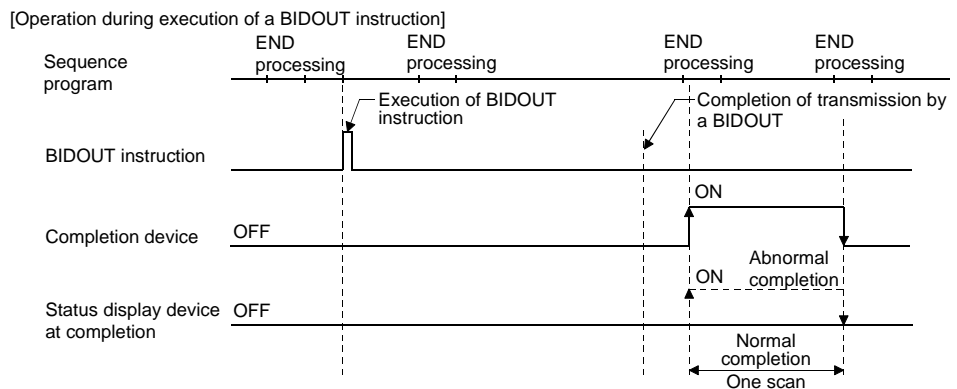 [Operation during execution of a BIDOUT instruction]
END
processing
END
processing
END
processing
END
processing
Sequence
program
Execution of BIDOUT
instruction
Completion of transmission by
a BIDOUT
BIDOUT instruction
ON
Completion device
OFF
Abnormal
completion
ON
Status display device
at completion
OFF
Normal
completion
One scan